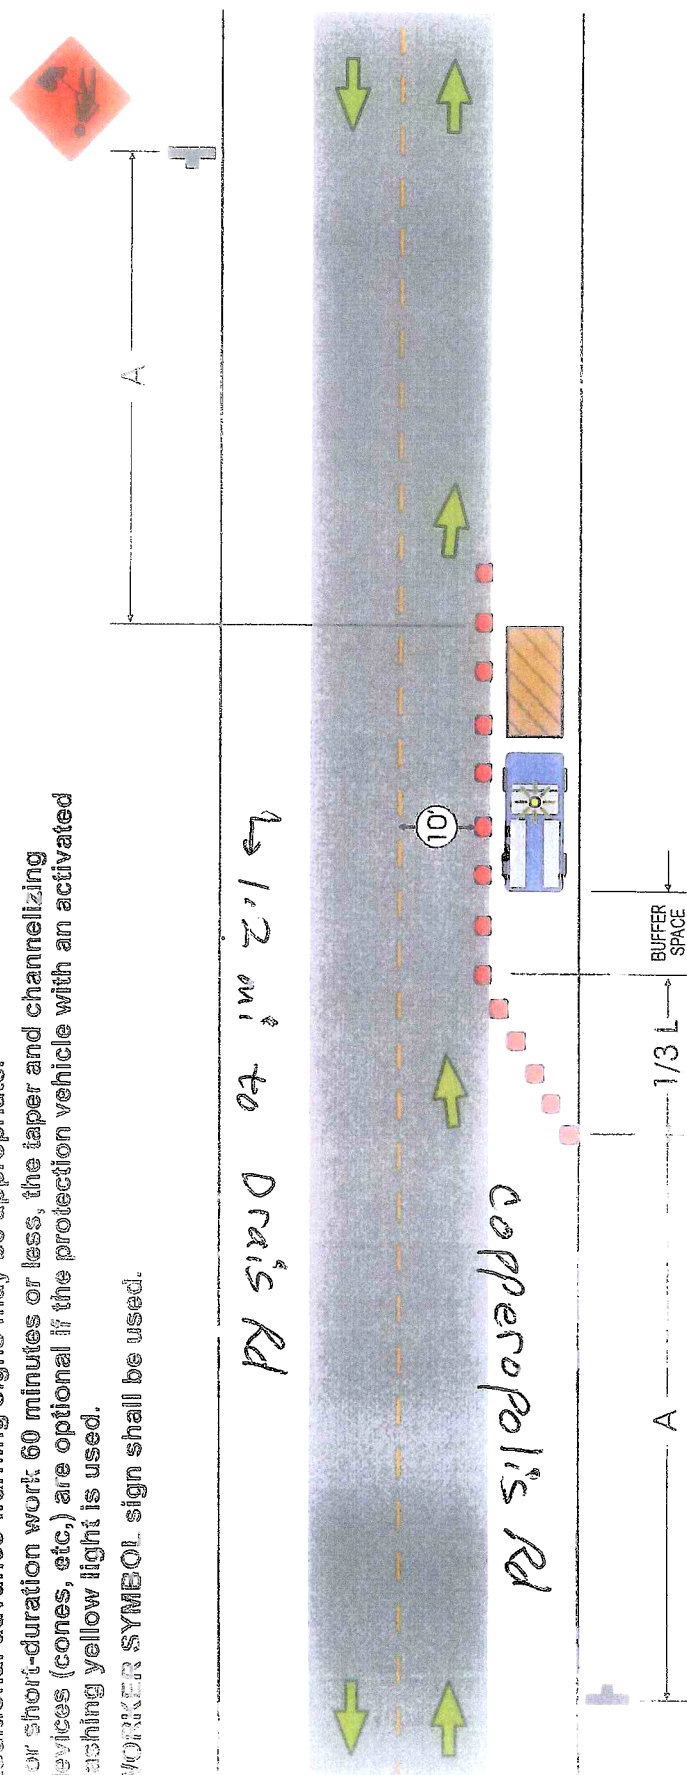 or short-duration work 60 minutes or less, the taper and channelizing
evices (cones, etc,) are optional if the protection vehicle with an activated
ashing yellow light is used.
WORKER SYMBOL sign shall be used.
A
↳ 1.2 mi to Drais Rd
10'
Copperopolis Rd
BUFFER
SPACE
1/3 L
A